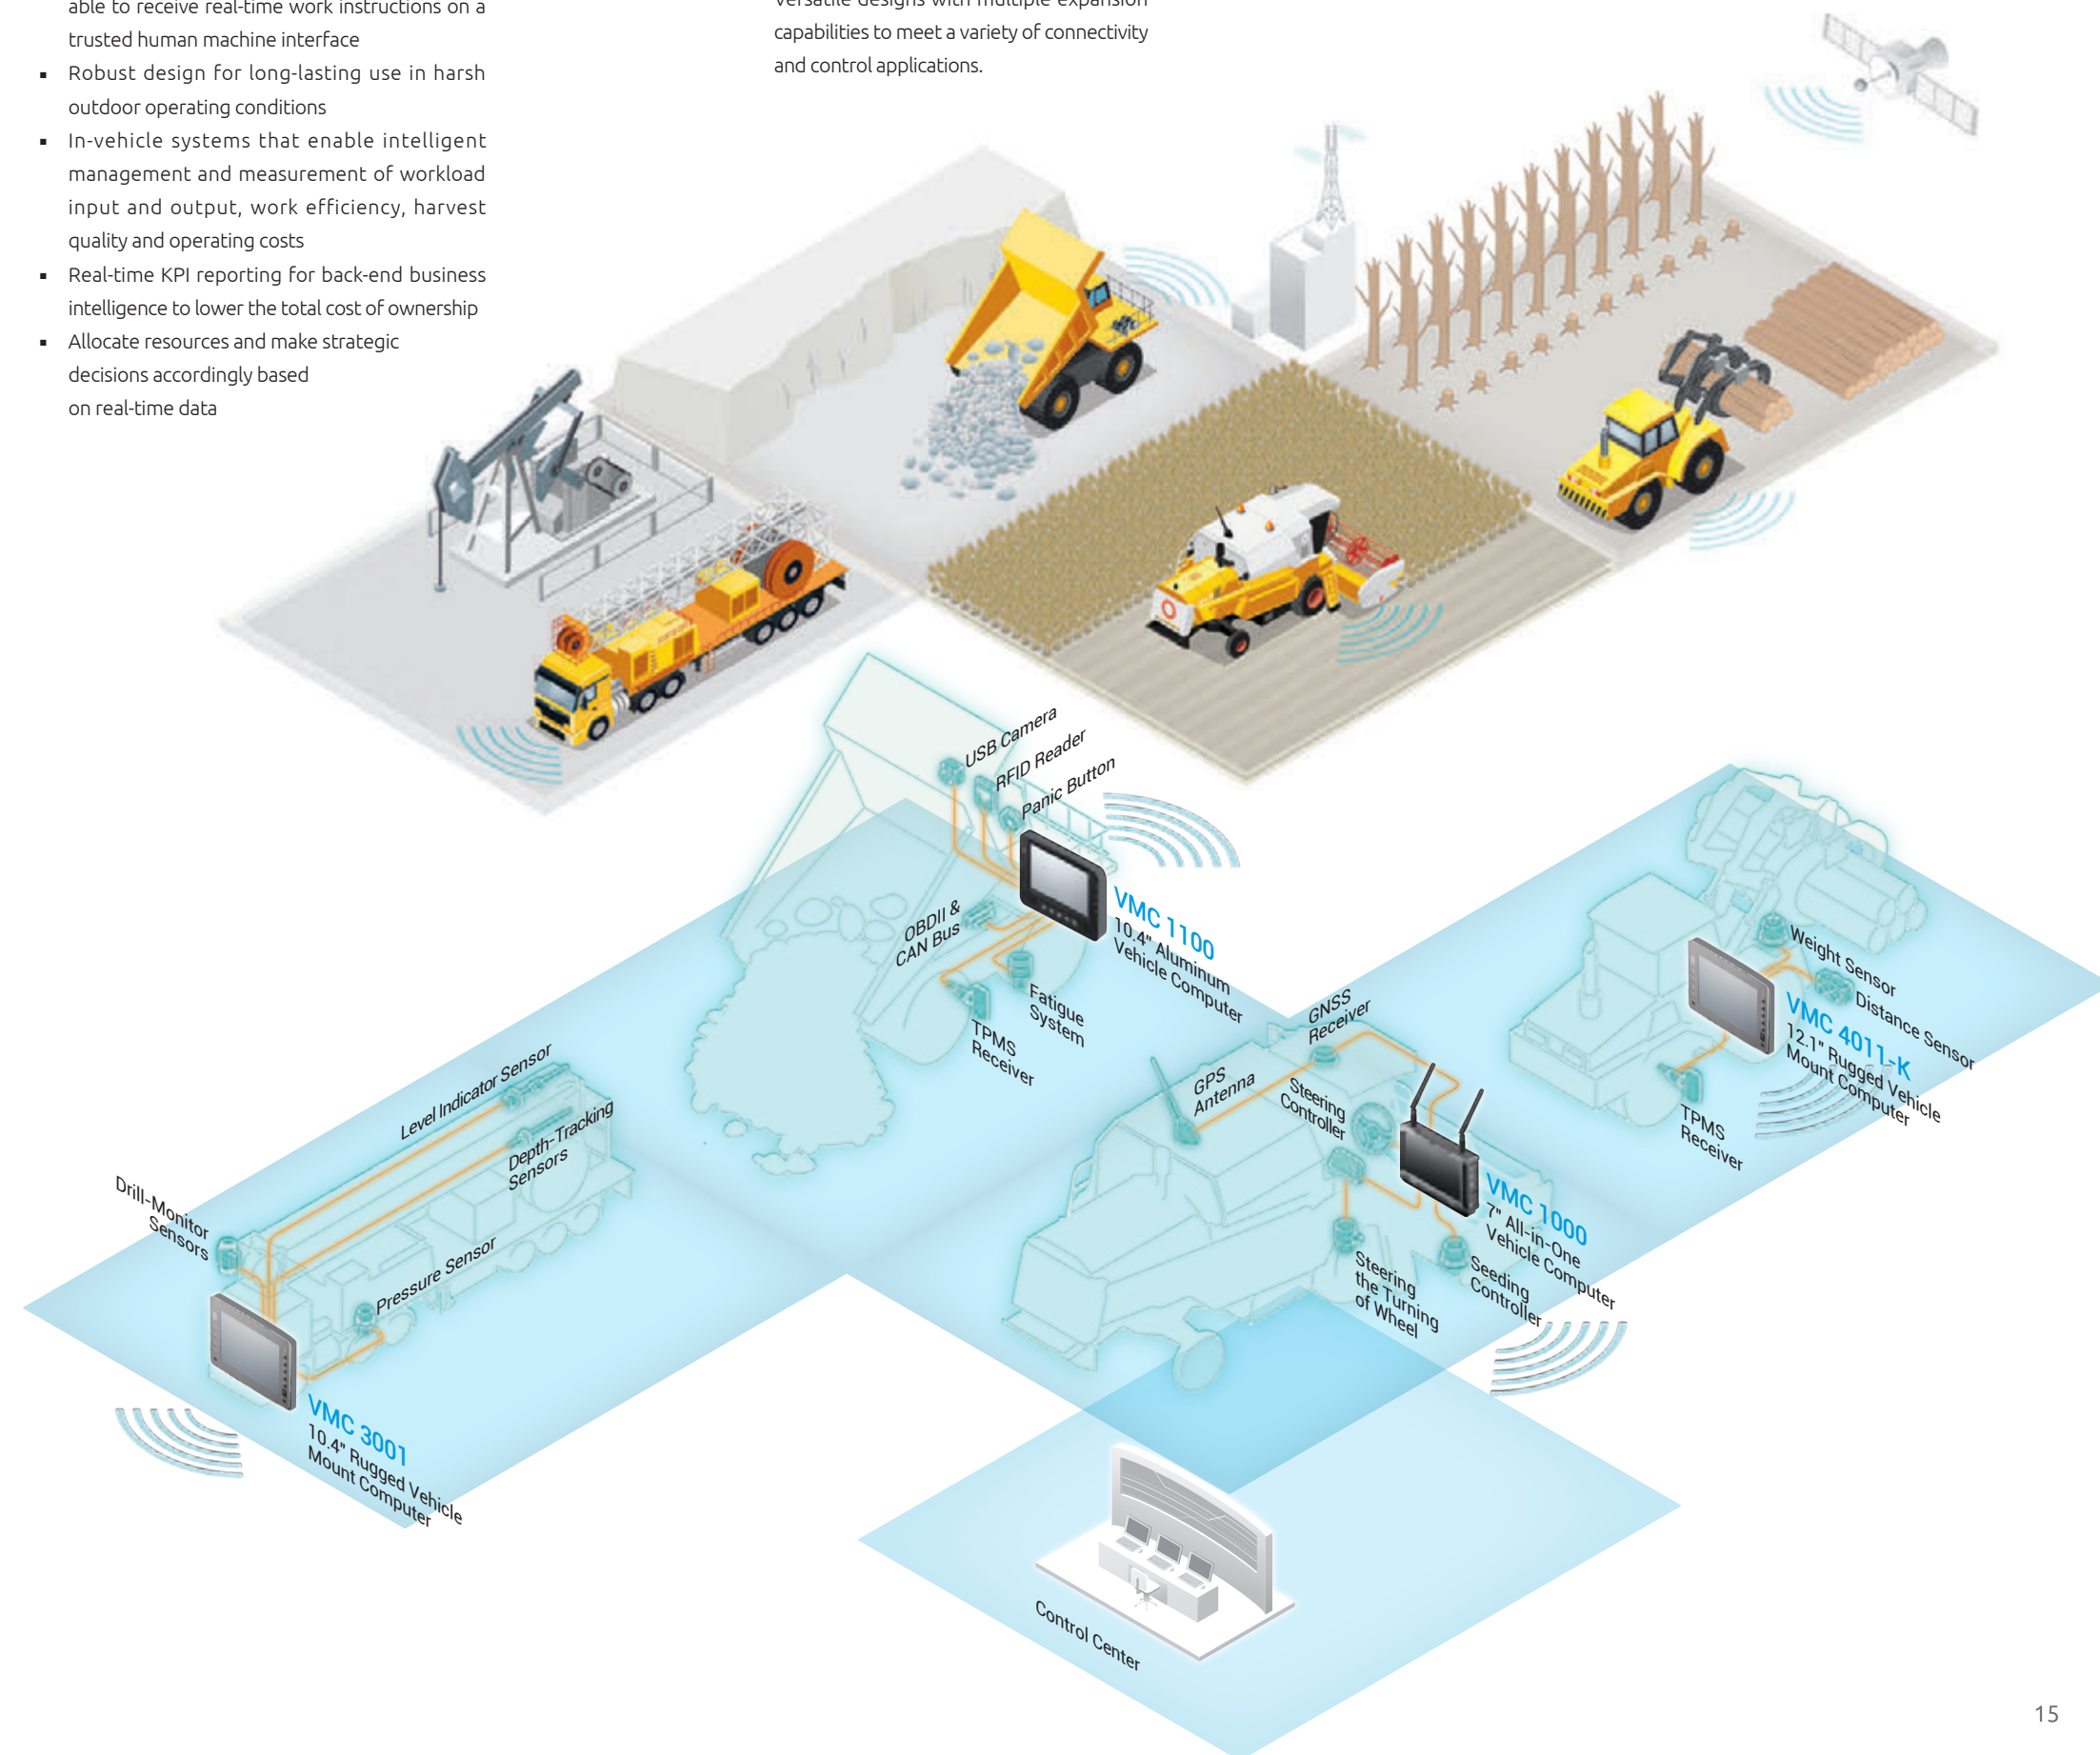 able to receive real-time work instructions on a
trusted human machine interface
▪ Robust design for long-lasting use in harsh
outdoor operating conditions
▪ In-vehicle systems that enable intelligent
management and measurement of workload
input and output, work efficiency, harvest
quality and operating costs
▪ Real-time KPI reporting for back-end business
intelligence to lower the total cost of ownership
▪ Allocate resources and make strategic
decisions accordingly based
on real-time data
Versatile designs with multiple expansion
capabilities to meet a variety of connectivity
and control applications.
USB Camera
RFID Reader
Panic Button
OBDII &
CAN Bus
VMC 1100
10.4" Aluminum
Vehicle Computer
Fatigue
System
TPMS
Receiver
Weight Sensor
Distance Sensor
VMC 4011-K
12.1" Rugged Vehicle
Mount Computer
TPMS
Receiver
GNSS
Receiver
GPS
Antenna
Steering
Controller
VMC 1000
7" All-in-One
Vehicle Computer
Seeding
Controller
Steering
the Turning
of Wheel
Level Indicator Sensor
Depth-Tracking
Sensors
Drill-Monitor
Sensors
Pressure Sensor
VMC 3001
10.4" Rugged Vehicle
Mount Computer
Control Center
15